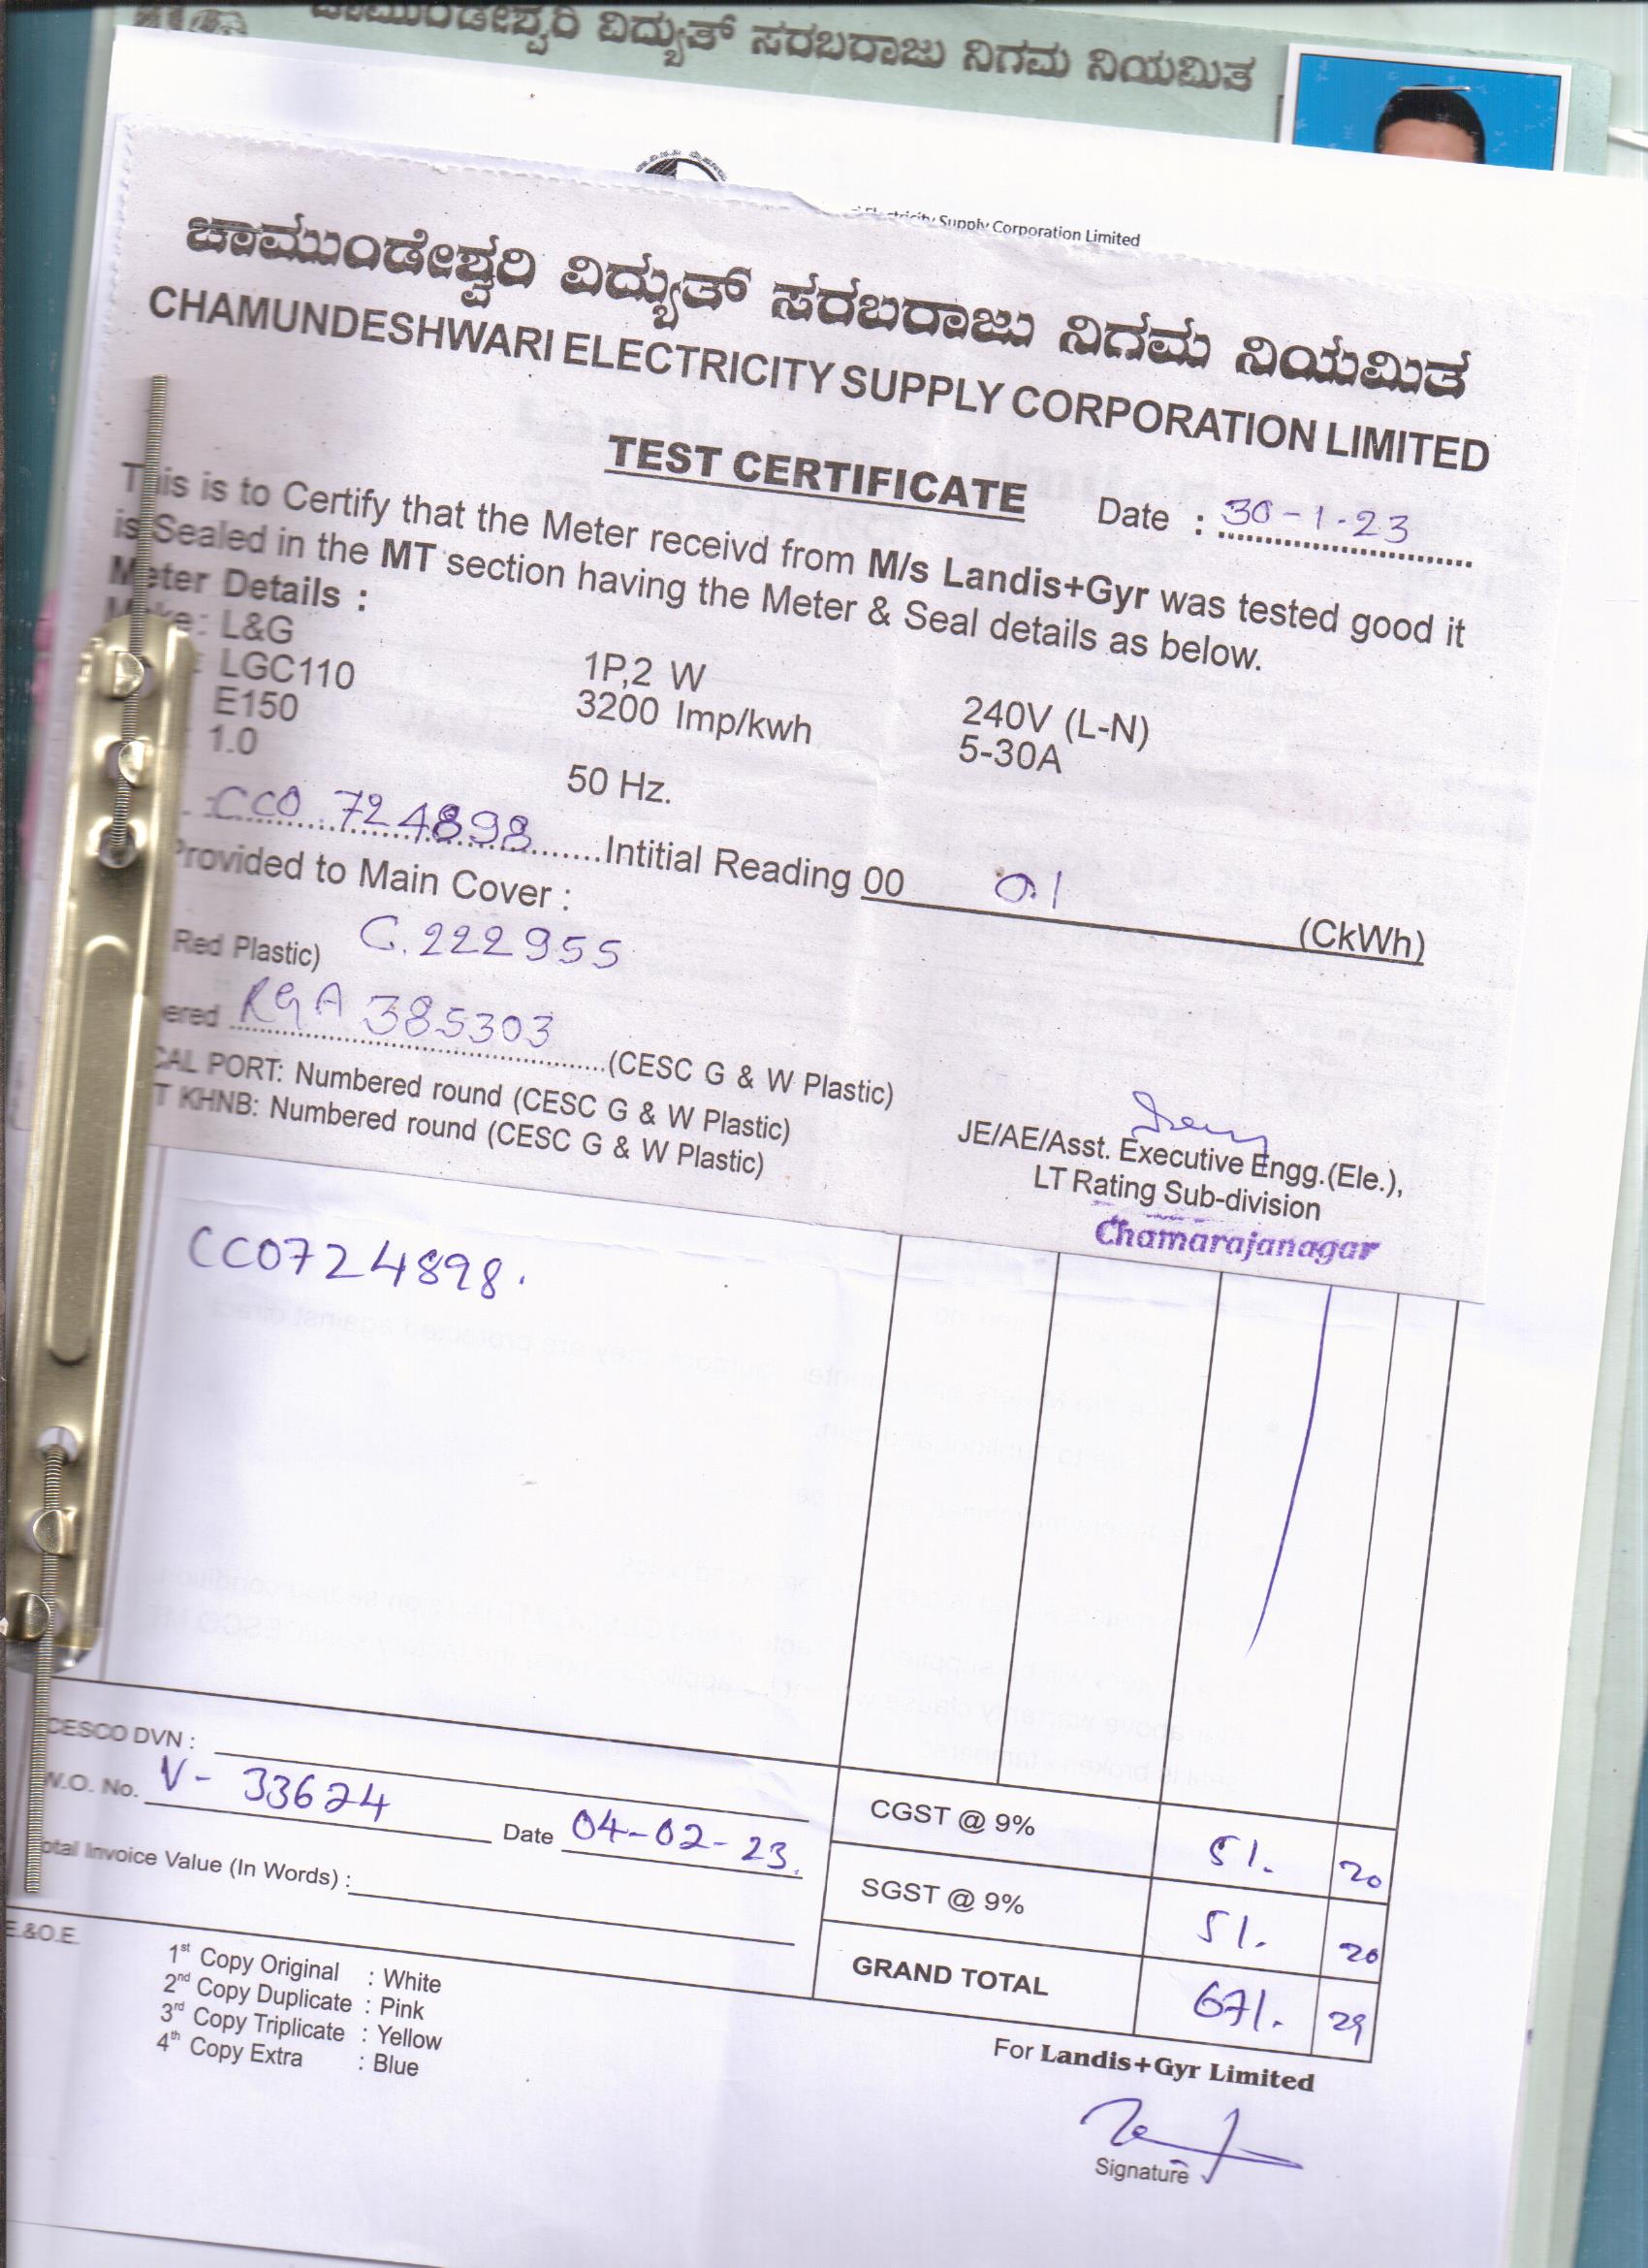 ಚಾಮುಂಡೇಶ್ವರಿ ವಿದ್ಯುತ್ ಸರಬರಾಜು ನಿಗಮ ನಿಯಮಿತ
Electricity Supply Corporation Limited
ಚಾಮುಂಡೇಶ್ವರಿ ವಿದ್ಯುತ್ ಸರಬರಾಜು ನಿಗಮ ನಿಯಮಿತ
CHAMUNDESHWARI ELECTRICITY SUPPLY CORPORATION LIMITED
TEST CERTIFICATE
Date : 30-1-23
This is to Certify that the Meter receivd from M/s Landis+Gyr was tested good it
is Sealed in the MT section having the Meter & Seal details as below.
Meter Details :
Make: L&G
: LGC110 1P,2 W 240V (L-N)
E150 3200 Imp/kwh 5-30A
1.0 50 Hz.
: CC0 724898 Intitial Reading 00 01 (CkWh)
Provided to Main Cover :
Red Plastic) C.222955
ered RGA 385303 (CESC G & W Plastic)
CAL PORT: Numbered round (CESC G & W Plastic)
T KHNB: Numbered round (CESC G & W Plastic)
JE/AE/Asst. Executive Engg.(Ele.),
LT Rating Sub-division
Chamarajanagar
CC0724898.
CESCO DVN :
W.O. No. V- 33624 Date 04-02-23.
Total Invoice Value (In Words) :
CGST @ 9% 51. 20
SGST @ 9% 51. 20
GRAND TOTAL 671. 29
E.&O.E.
1st Copy Original : White
2nd Copy Duplicate : Pink
3rd Copy Triplicate : Yellow
4th Copy Extra : Blue
For Landis+Gyr Limited
Signature